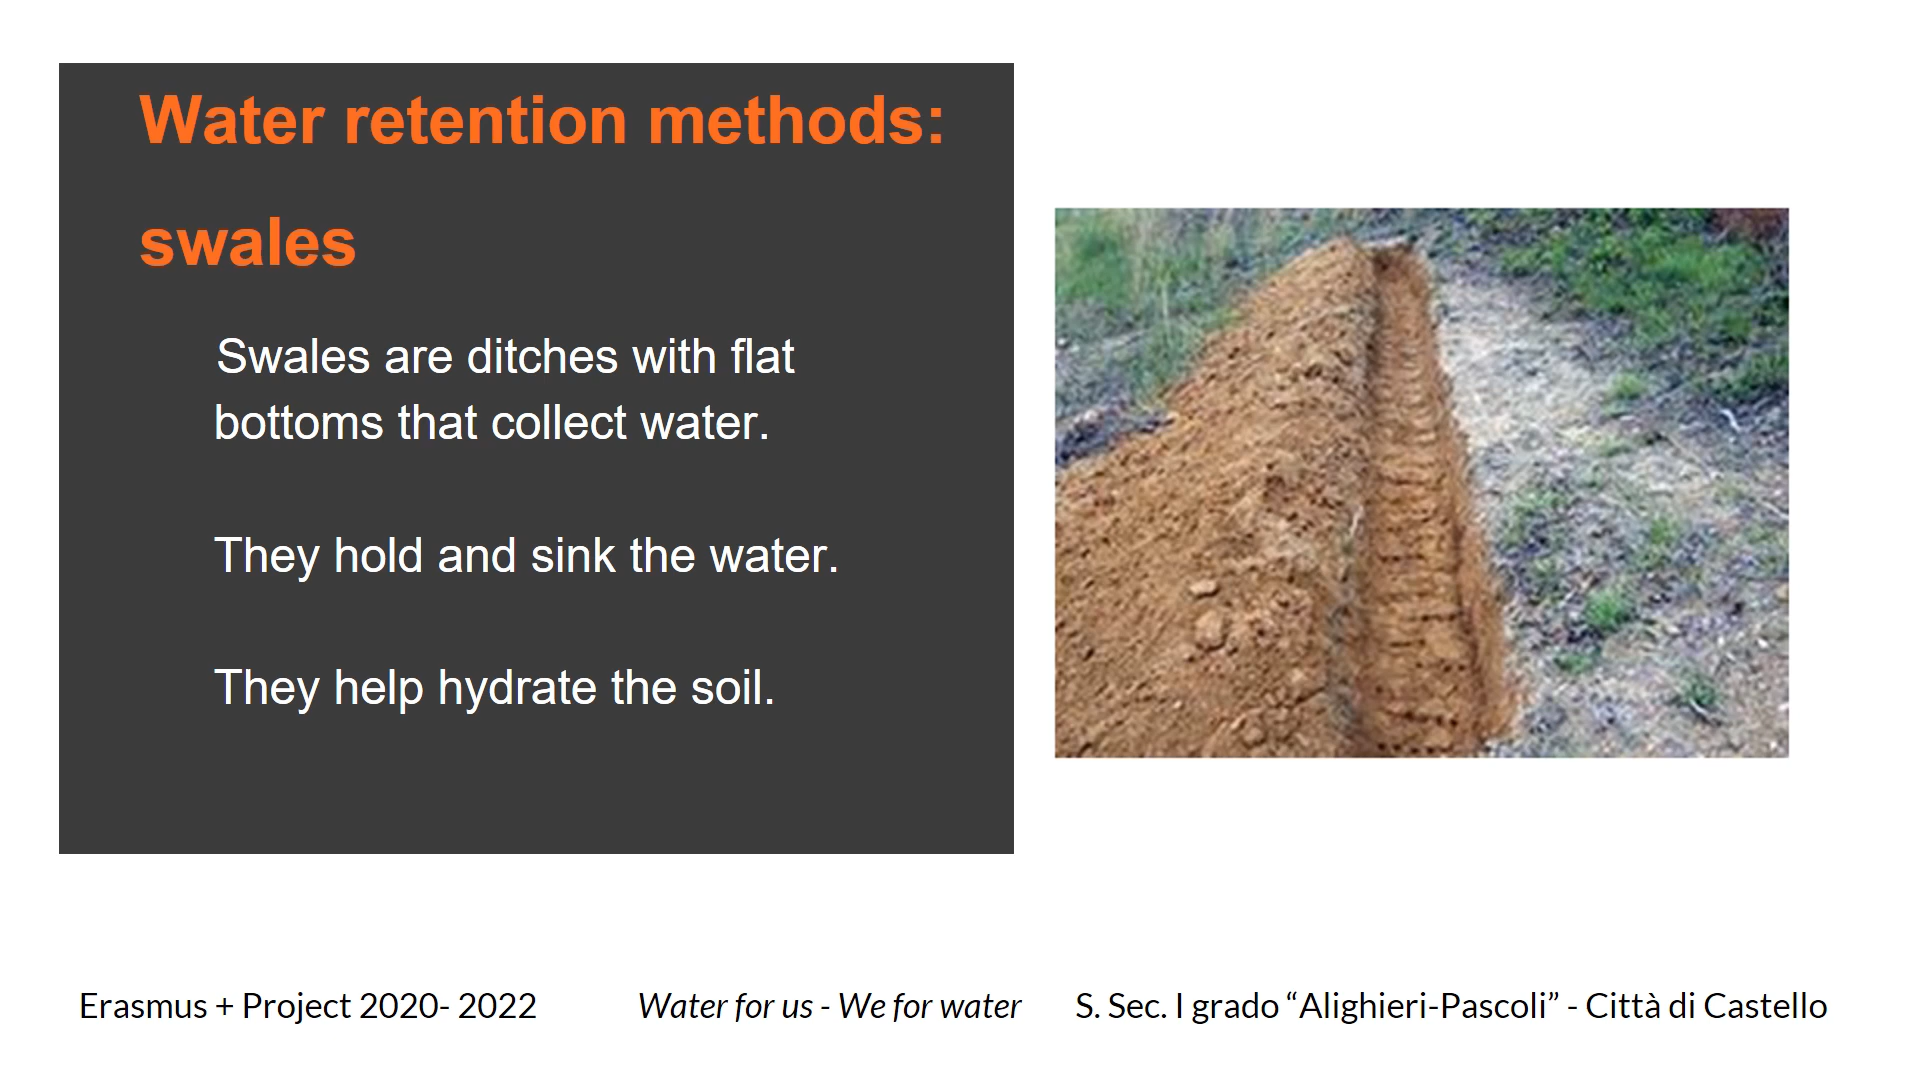 Water retention methods:
swales
Swales are ditches with flat
bottoms that collect water.
They hold and sink the water.
They help hydrate the soil.
Erasmus + Project 2020- 2022
Water for us - We for water
S. Sec. I grado “Alighieri-Pascoli” - Città di Castello